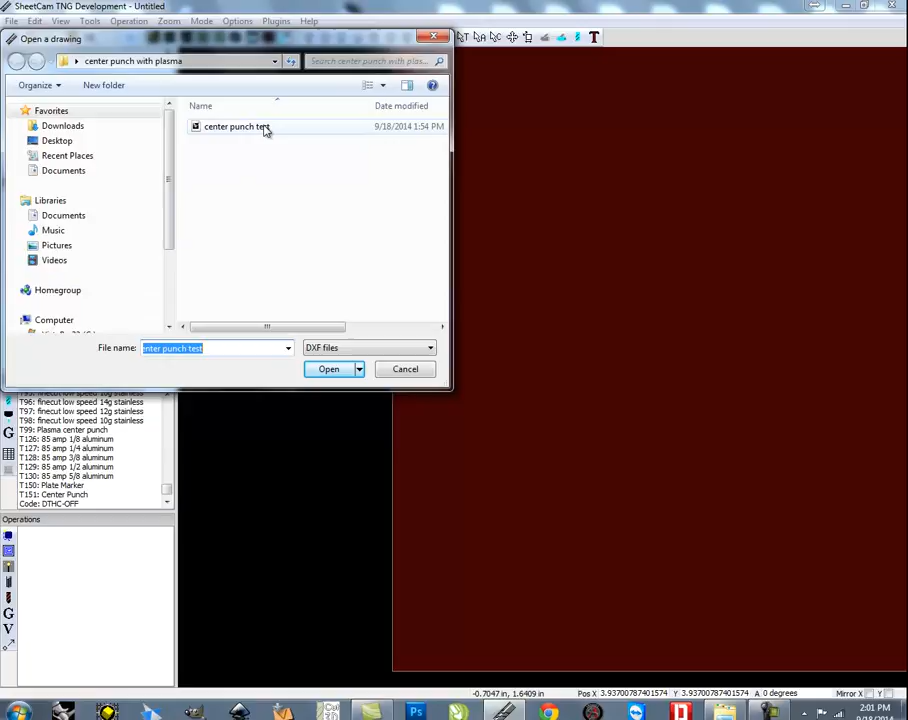 SheetCam TNG Development - Untitled
File Edit View Tools Operation Zoom Mode Options Plugins Help
Open a drawing
center punch with plasma
Search center punch with plas...
Organize New folder
Favorites
Downloads
Desktop
Recent Places
Documents
Libraries
Documents
Music
Pictures
Videos
Homegroup
Computer
Name Date modified
center punch test 9/18/2014 1:54 PM
File name: enter punch test DXF files
Open Cancel
T96: finecut low speed 14g stainless
T97: finecut low speed 12g stainless
T98: finecut low speed 10g stainless
T99: Plasma center punch
T126: 85 amp 1/8 aluminum
T127: 85 amp 1/4 aluminum
T128: 85 amp 3/8 aluminum
T129: 85 amp 1/2 aluminum
T130: 85 amp 5/8 aluminum
T150: Plate Marker
T151: Center Punch
Code: DTHC-OFF
Operations
-0.7047 inch, 1.6409 inch Pos X 3.93700787401574 Y: 3.93700787401574 A: 0 degrees Mirror X Y
2:01 PM